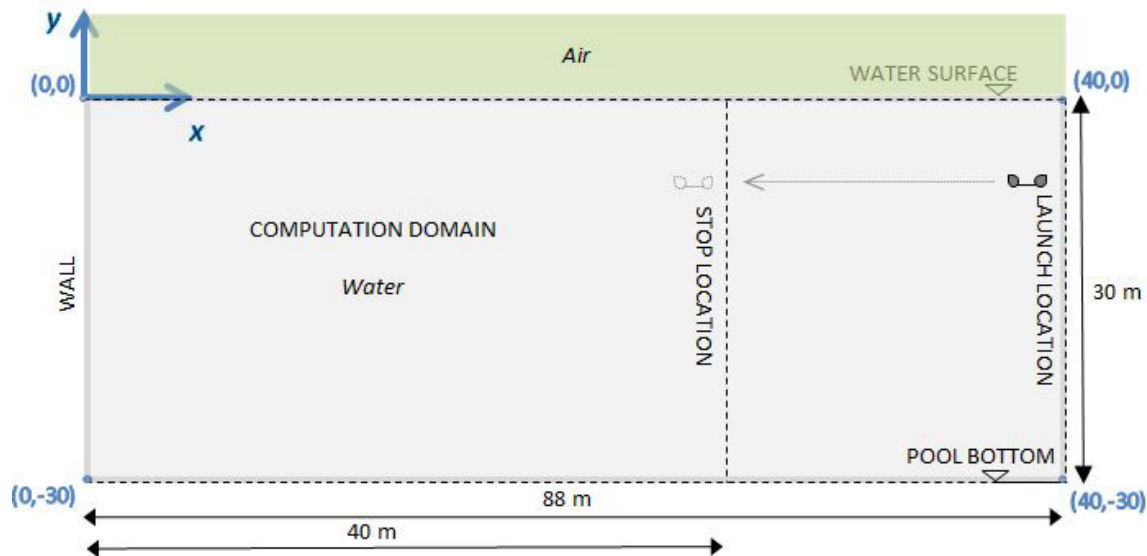 y
Air
WATER SURFACE
(0,0)
(40,0)
x
COMPUTATION DOMAIN
Water
WALL
STOP LOCATION
LAUNCH LOCATION
30 m
POOL BOTTOM
(0,-30)
88 m
(40,-30)
40 m